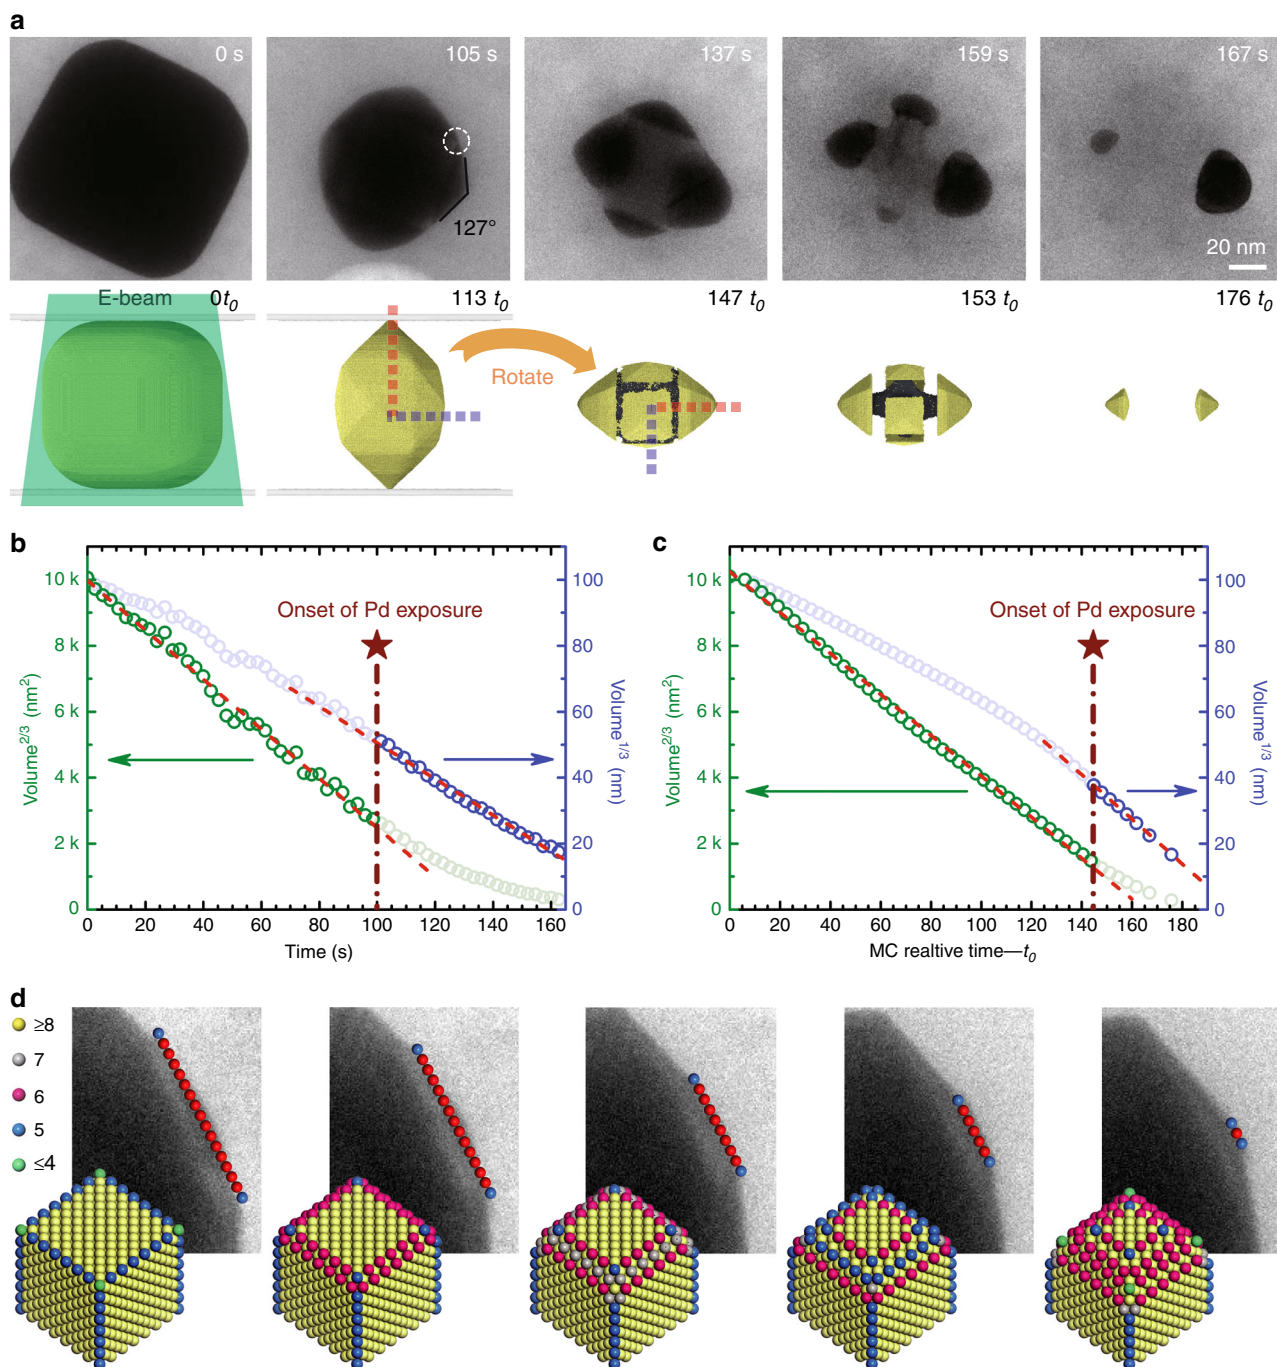 a
0 s
105 s
137 s
159 s
167 s
127°
20 nm
E-beam
0t0
113 t0
147 t0
153 t0
176 t0
Rotate
b
Onset of Pd exposure
10 k
8 k
6 k
4 k
2 k
0
Volume2/3 (nm2)
100
80
60
40
20
0
Volume1/3 (nm)
0 20 40 60 80 100 120 140 160
Time (s)
c
Onset of Pd exposure
10 k
8 k
6 k
4 k
2 k
0
Volume2/3 (nm2)
100
80
60
40
20
0
Volume1/3 (nm)
0 20 40 60 80 100 120 140 160 180
MC realtive time—t0
d
≥8
7
6
5
≤4